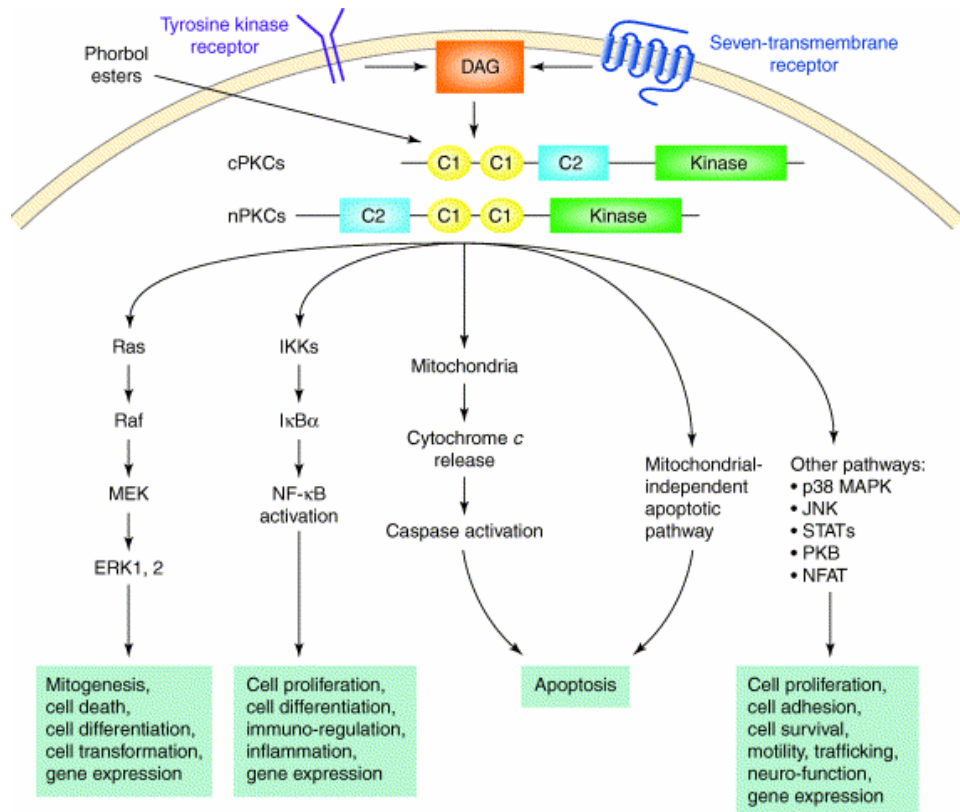 Tyrosine kinase
receptor
Phorbol
esters
DAG
Seven-transmembrane
receptor
cPKCs C1 C1 C2 Kinase
nPKCs C2 C1 C1 Kinase
Ras
Raf
MEK
ERK1, 2
Mitogenesis,
cell death,
cell differentiation,
cell transformation,
gene expression
IKKs
IκBα
NF-κB
activation
Cell proliferation,
cell differentiation,
immuno-regulation,
inflammation,
gene expression
Mitochondria
Cytochrome c
release
Caspase activation
Mitochondrial-
independent
apoptotic
pathway
Apoptosis
Other pathways:
• p38 MAPK
• JNK
• STATs
• PKB
• NFAT
Cell proliferation,
cell adhesion,
cell survival,
motility, trafficking,
neuro-function,
gene expression